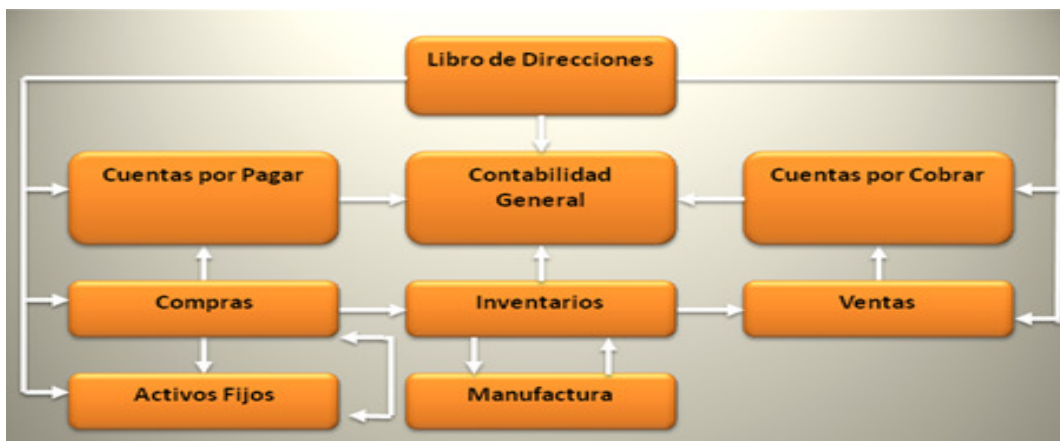 Libro de Direcciones
Cuentas por Pagar
Contabilidad
General
Cuentas por Cobrar
Compras
Inventarios
Ventas
Activos Fijos
Manufactura